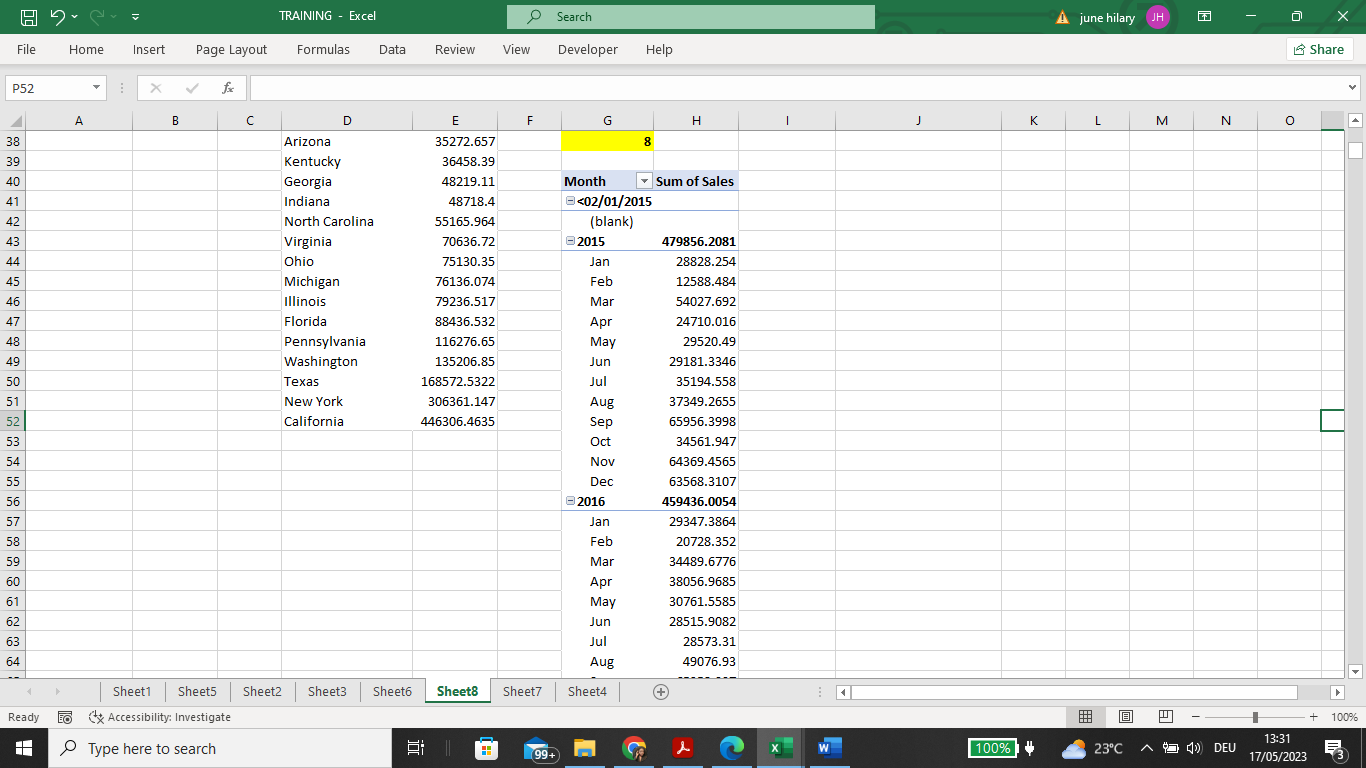 TRAINING - Excel
Search
june hilary JH
File Home Insert Page Layout Formulas Data Review View Developer Help Share
P52 fx
A B C D E F G H I J K L M N O
38 Arizona 35272.657 8
39 Kentucky 36458.39
40 Georgia 48219.11 Month Sum of Sales
41 Indiana 48718.4 <02/01/2015
42 North Carolina 55165.964 (blank)
43 Virginia 70636.72 2015 479856.2081
44 Ohio 75130.35 Jan 28828.254
45 Michigan 76136.074 Feb 12588.484
46 Illinois 79236.517 Mar 54027.692
47 Florida 88436.532 Apr 24710.016
48 Pennsylvania 116276.65 May 29520.49
49 Washington 135206.85 Jun 29181.3346
50 Texas 168572.5322 Jul 35194.558
51 New York 306361.147 Aug 37349.2655
52 California 446306.4635 Sep 65956.3998
53 Oct 34561.947
54 Nov 64369.4565
55 Dec 63568.3107
56 2016 459436.0054
57 Jan 29347.3864
58 Feb 20728.352
59 Mar 34489.6776
60 Apr 38056.9685
61 May 30761.5585
62 Jun 28515.9082
63 Jul 28573.31
64 Aug 49076.93
Sheet1 Sheet5 Sheet2 Sheet3 Sheet6 Sheet8 Sheet7 Sheet4
Ready Accessibility: Investigate 100%
Type here to search 99+ 100% 23°C DEU 13:31
17/05/2023 3